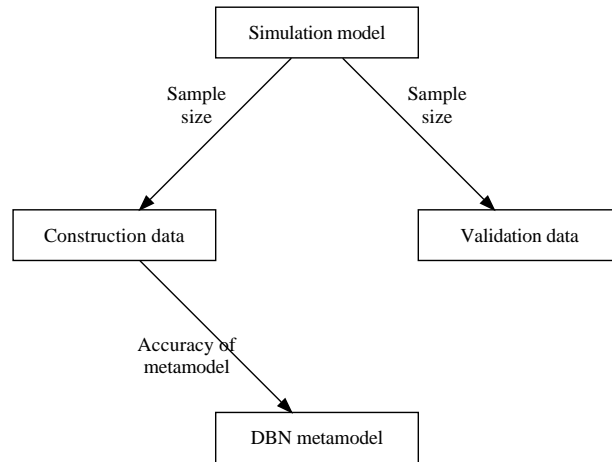 Simulation model
Sample
size
Sample
size
Construction data
Validation data
Accuracy of
metamodel
DBN metamodel